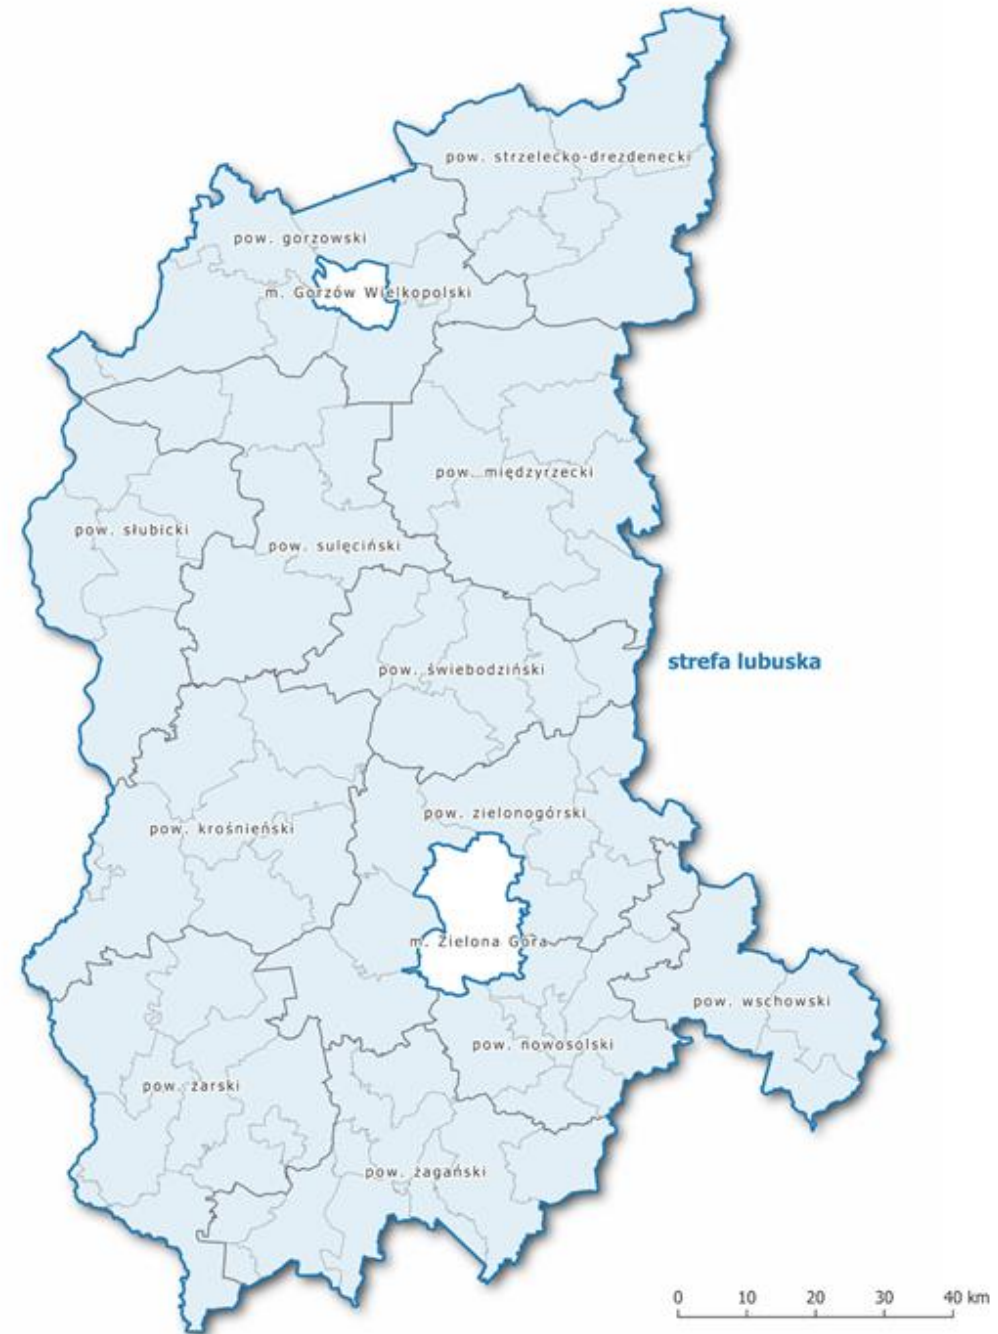 pow. strzelecko-drezdenecki
pow. gorzowski
m. Gorzów Wielkopolski
pow. międzyrzecki
pow. słubicki
pow. sulęciński
strefa lubuska
pow. świebodziński
pow. zielonogórski
pow. krośnieński
m. Zielona Góra
pow. wschowski
pow. nowosolski
pow. żarski
pow. żagański
0 10 20 30 40 km